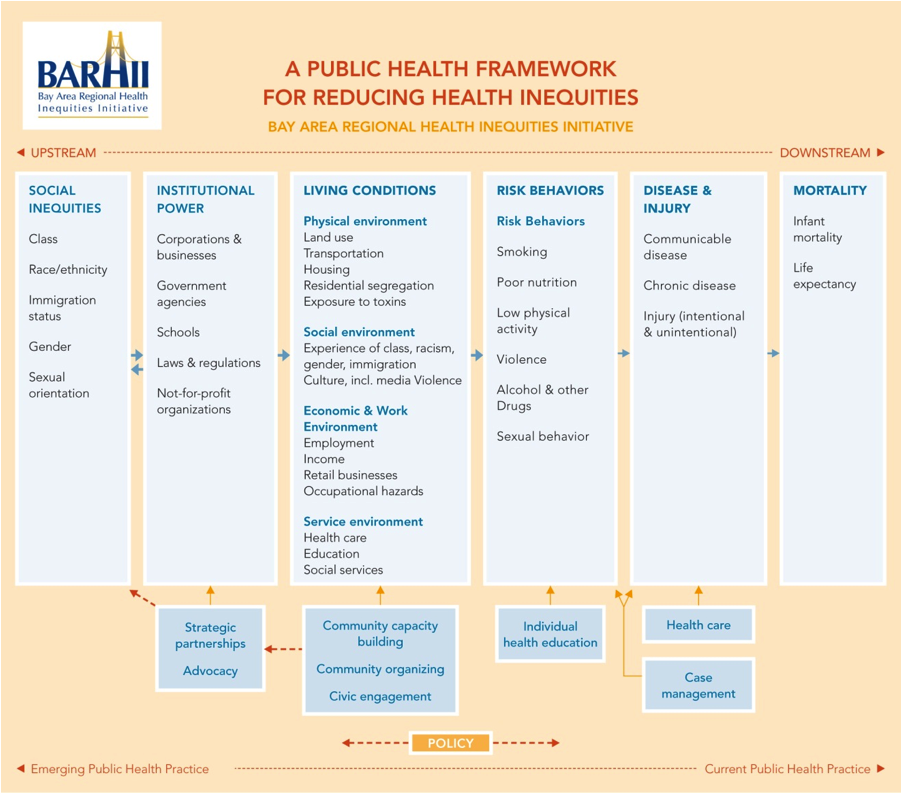 BARHII
Bay Area Regional Health
Inequities Initiative
A PUBLIC HEALTH FRAMEWORK
FOR REDUCING HEALTH INEQUITIES
BAY AREA REGIONAL HEALTH INEQUITIES INITIATIVE
UPSTREAM
DOWNSTREAM
SOCIAL
INEQUITIES
Class
Race/ethnicity
Immigration
status
Gender
Sexual
orientation
INSTITUTIONAL
POWER
Corporations &
businesses
Government
agencies
Schools
Laws & regulations
Not-for-profit
organizations
LIVING CONDITIONS
Physical environment
Land use
Transportation
Housing
Residential segregation
Exposure to toxins
Social environment
Experience of class, racism,
gender, immigration
Culture, incl. media Violence
Economic & Work
Environment
Employment
Income
Retail businesses
Occupational hazards
Service environment
Health care
Education
Social services
RISK BEHAVIORS
Risk Behaviors
Smoking
Poor nutrition
Low physical
activity
Violence
Alcohol & other
Drugs
Sexual behavior
DISEASE &
INJURY
Communicable
disease
Chronic disease
Injury (intentional
& unintentional)
MORTALITY
Infant
mortality
Life
expectancy
Strategic
partnerships
Advocacy
Community capacity
building
Community organizing
Civic engagement
Individual
health education
Health care
Case
management
POLICY
Emerging Public Health Practice
Current Public Health Practice